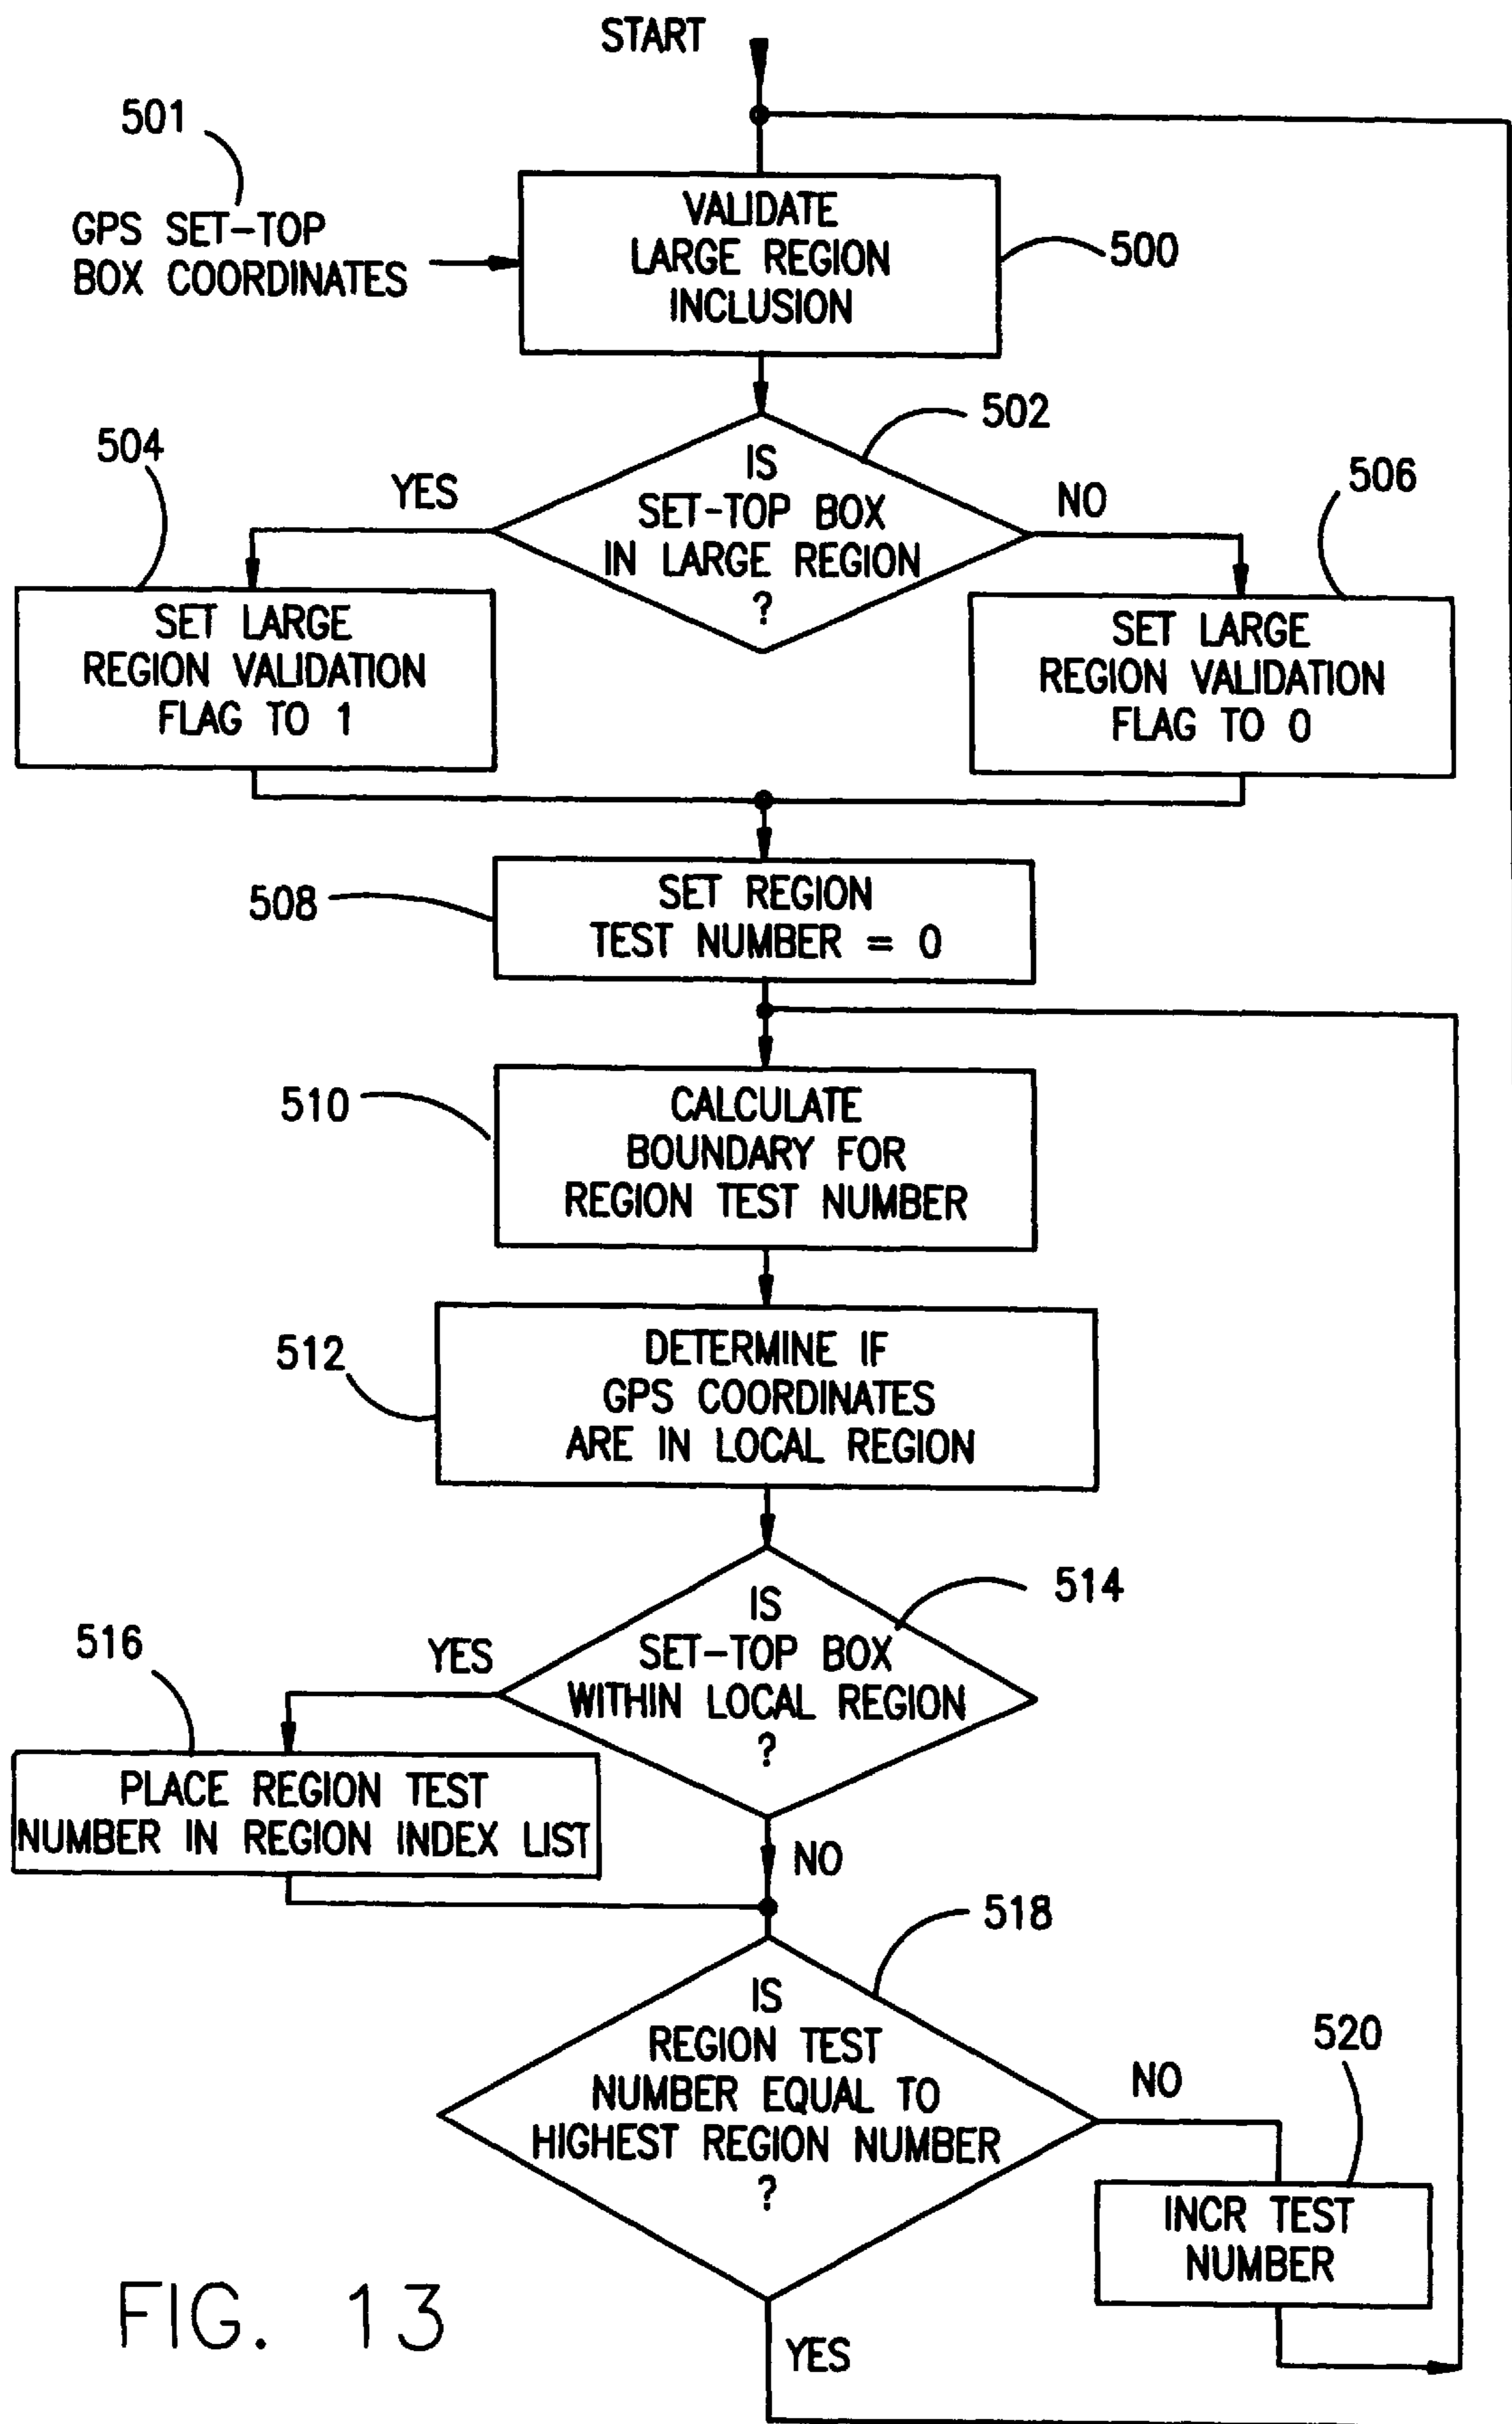 START
501
GPS SET-TOP
BOX COORDINATES
VALIDATE
LARGE REGION
INCLUSION
500
502
IS
SET-TOP BOX
IN LARGE REGION
?
YES
NO
504
506
SET LARGE
REGION VALIDATION
FLAG TO 1
SET LARGE
REGION VALIDATION
FLAG TO 0
508
SET REGION
TEST NUMBER = 0
510
CALCULATE
BOUNDARY FOR
REGION TEST NUMBER
512
DETERMINE IF
GPS COORDINATES
ARE IN LOCAL REGION
514
IS
SET-TOP BOX
WITHIN LOCAL REGION
?
YES
516
PLACE REGION TEST
NUMBER IN REGION INDEX LIST
NO
518
IS
REGION TEST
NUMBER EQUAL TO
HIGHEST REGION NUMBER
?
NO
520
INCR TEST
NUMBER
YES
FIG. 13